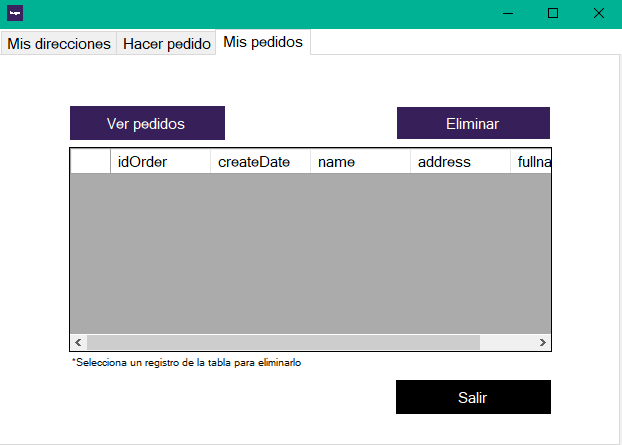 hugo
Mis direcciones Hacer pedido Mis pedidos
Ver pedidos Eliminar
idOrder createDate name address fullna
*Selecciona un registro de la tabla para eliminarlo
Salir